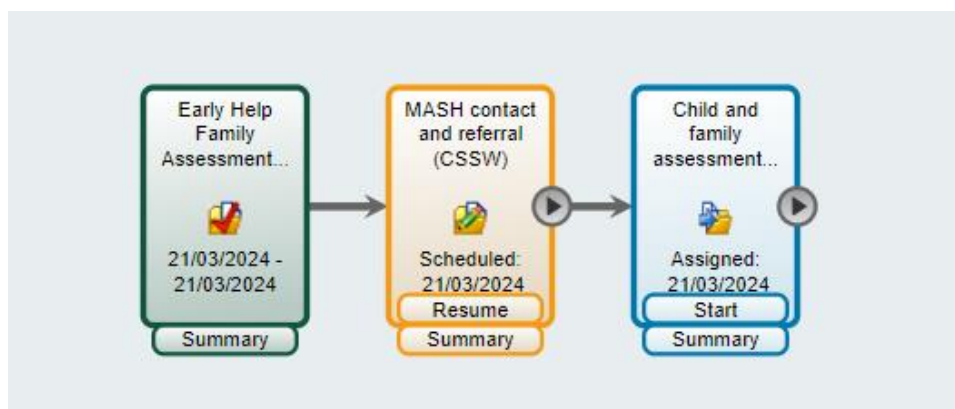 Early Help
Family
Assessment...
21/03/2024 -
21/03/2024
Summary
MASH contact
and referral
(CSSW)
Scheduled:
21/03/2024
Resume
Summary
Child and
family
assessment...
Assigned:
21/03/2024
Start
Summary